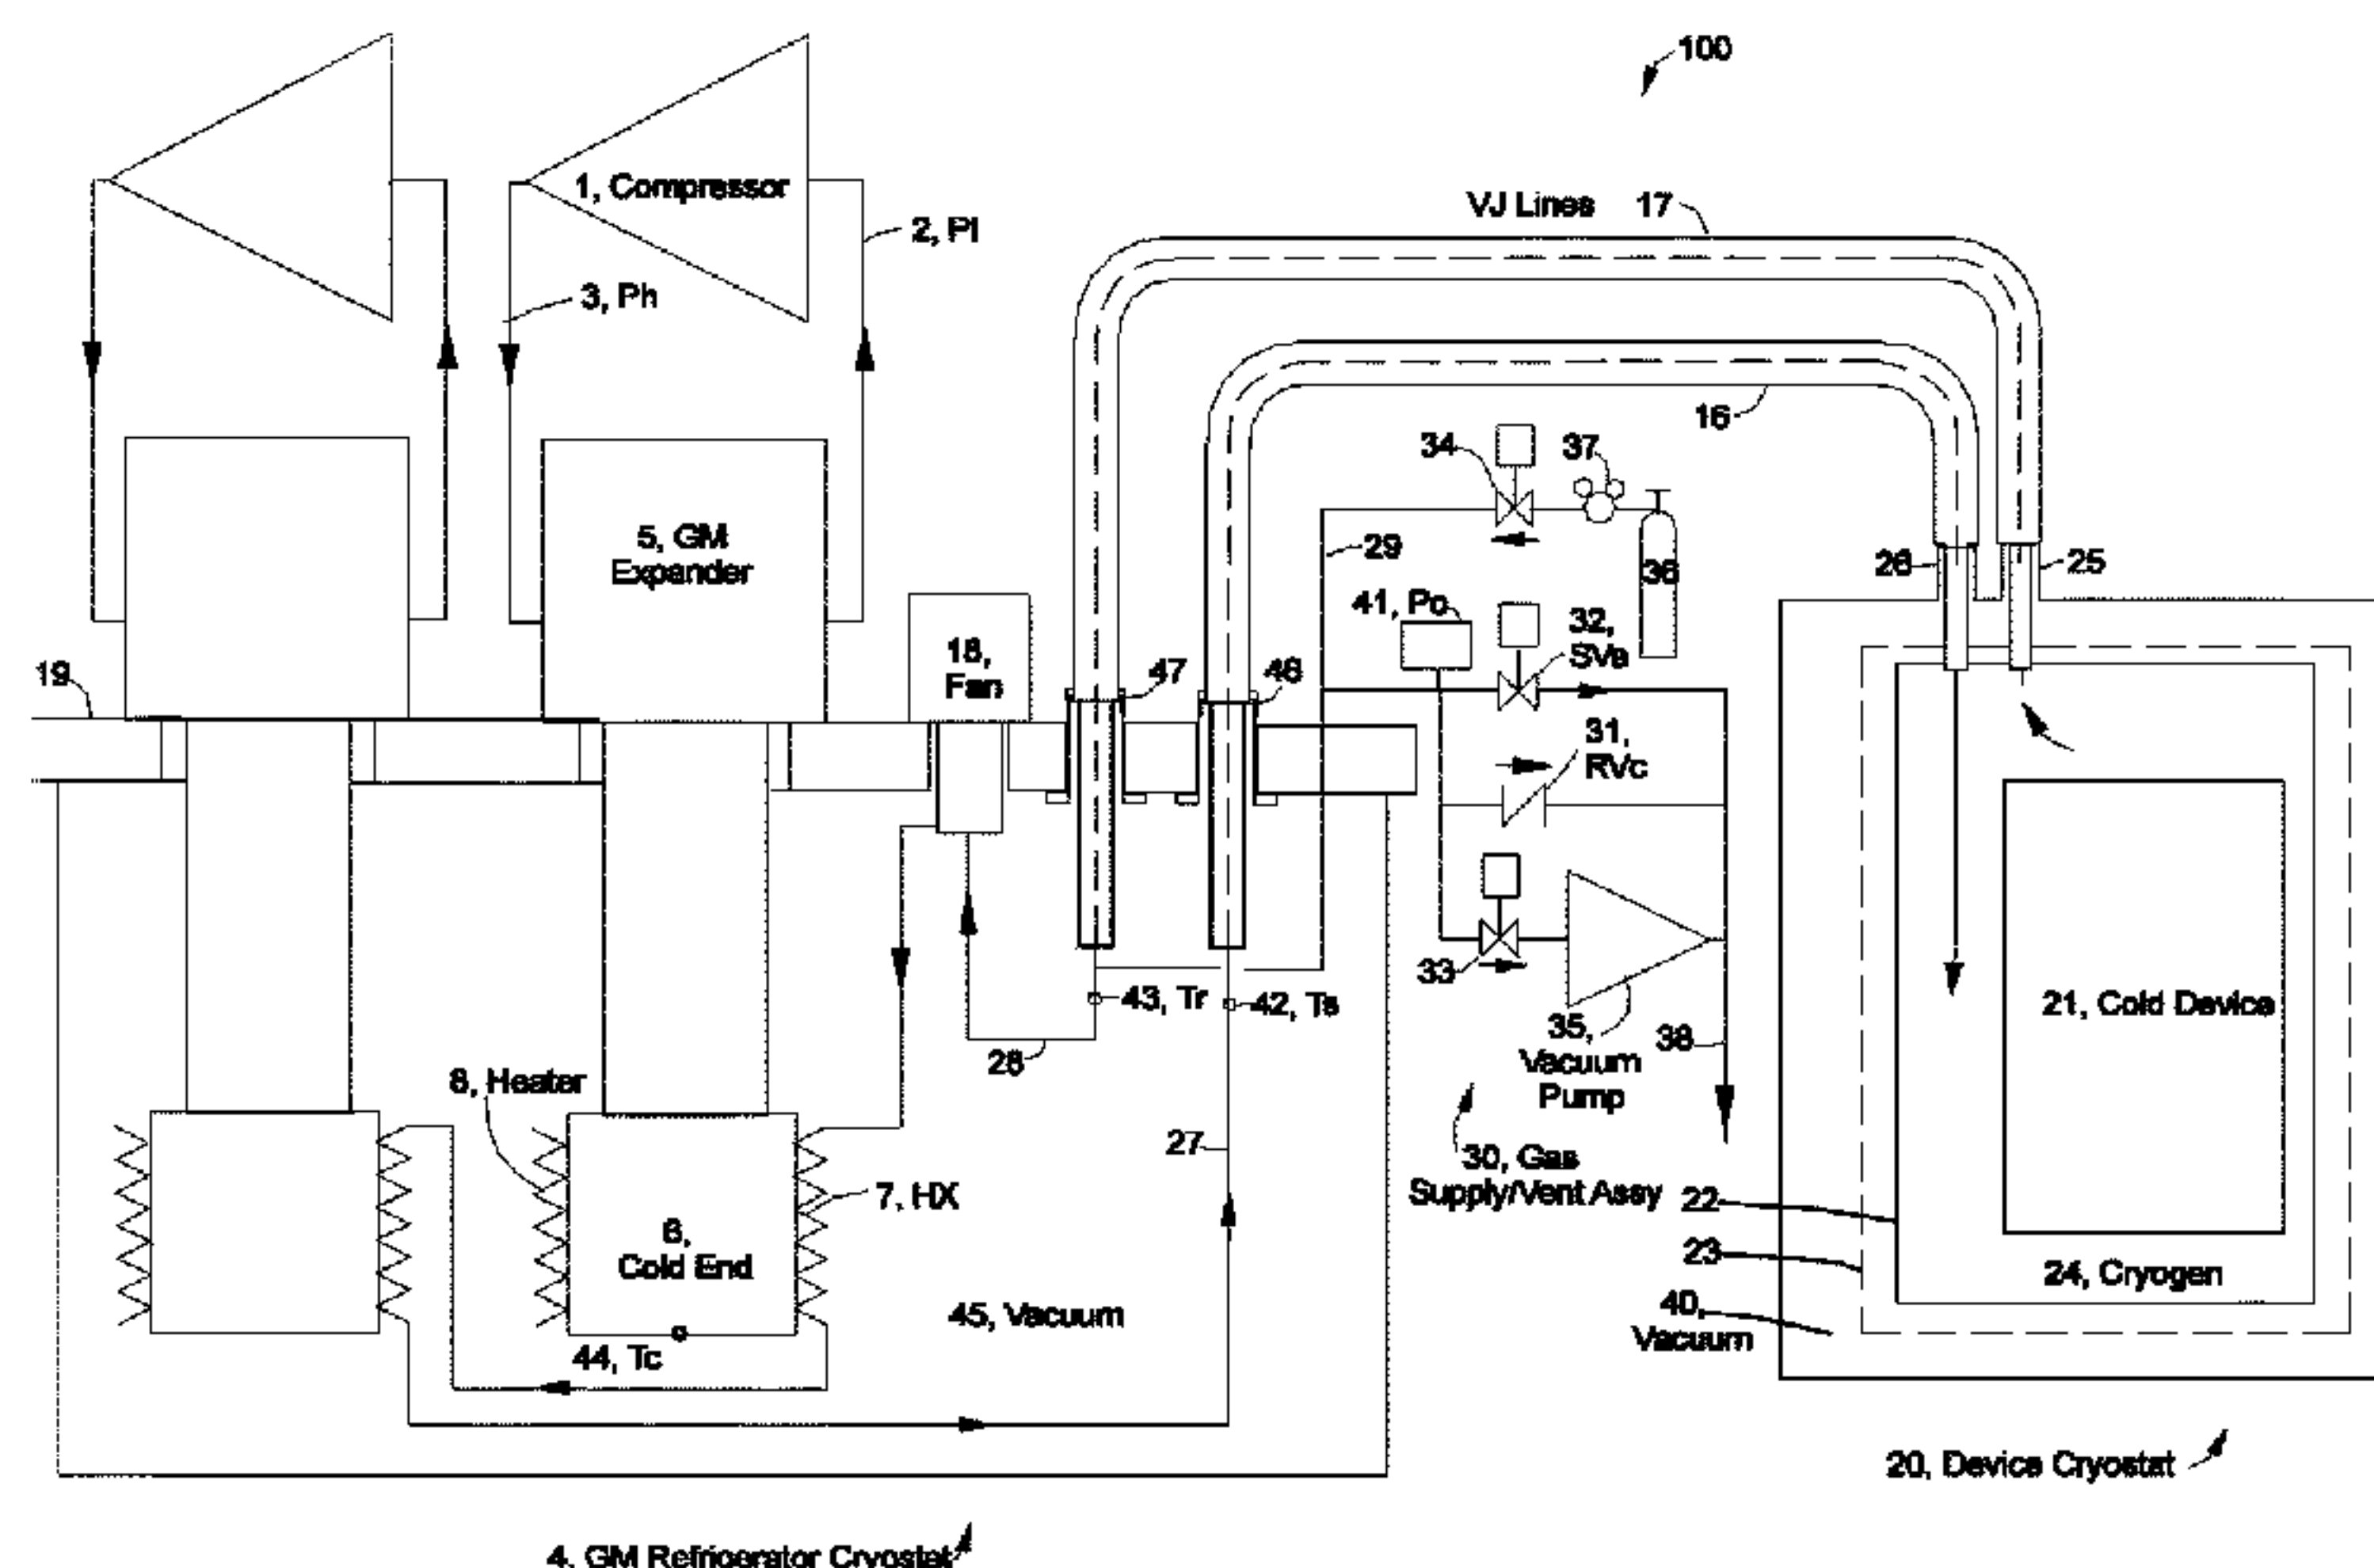 100
1, Compressor
2, Pl
3, Ph
VJ Lines 17
16
5, GM
Expander
34
37
29
36
26
25
41, Po
32,
SVs
18,
Fan
47
46
19
31,
RVc
33
43, Tr
42, Ts
28
35,
Vacuum
Pump
38
21, Cold Device
8, Heater
27
30, Gas
Supply/Vent Assy
7, HX
22
6,
Cold End
23
24, Cryogen
45, Vacuum
40,
Vacuum
44, Tc
20, Device Cryostat
4, GM Refrigerator Cryostat